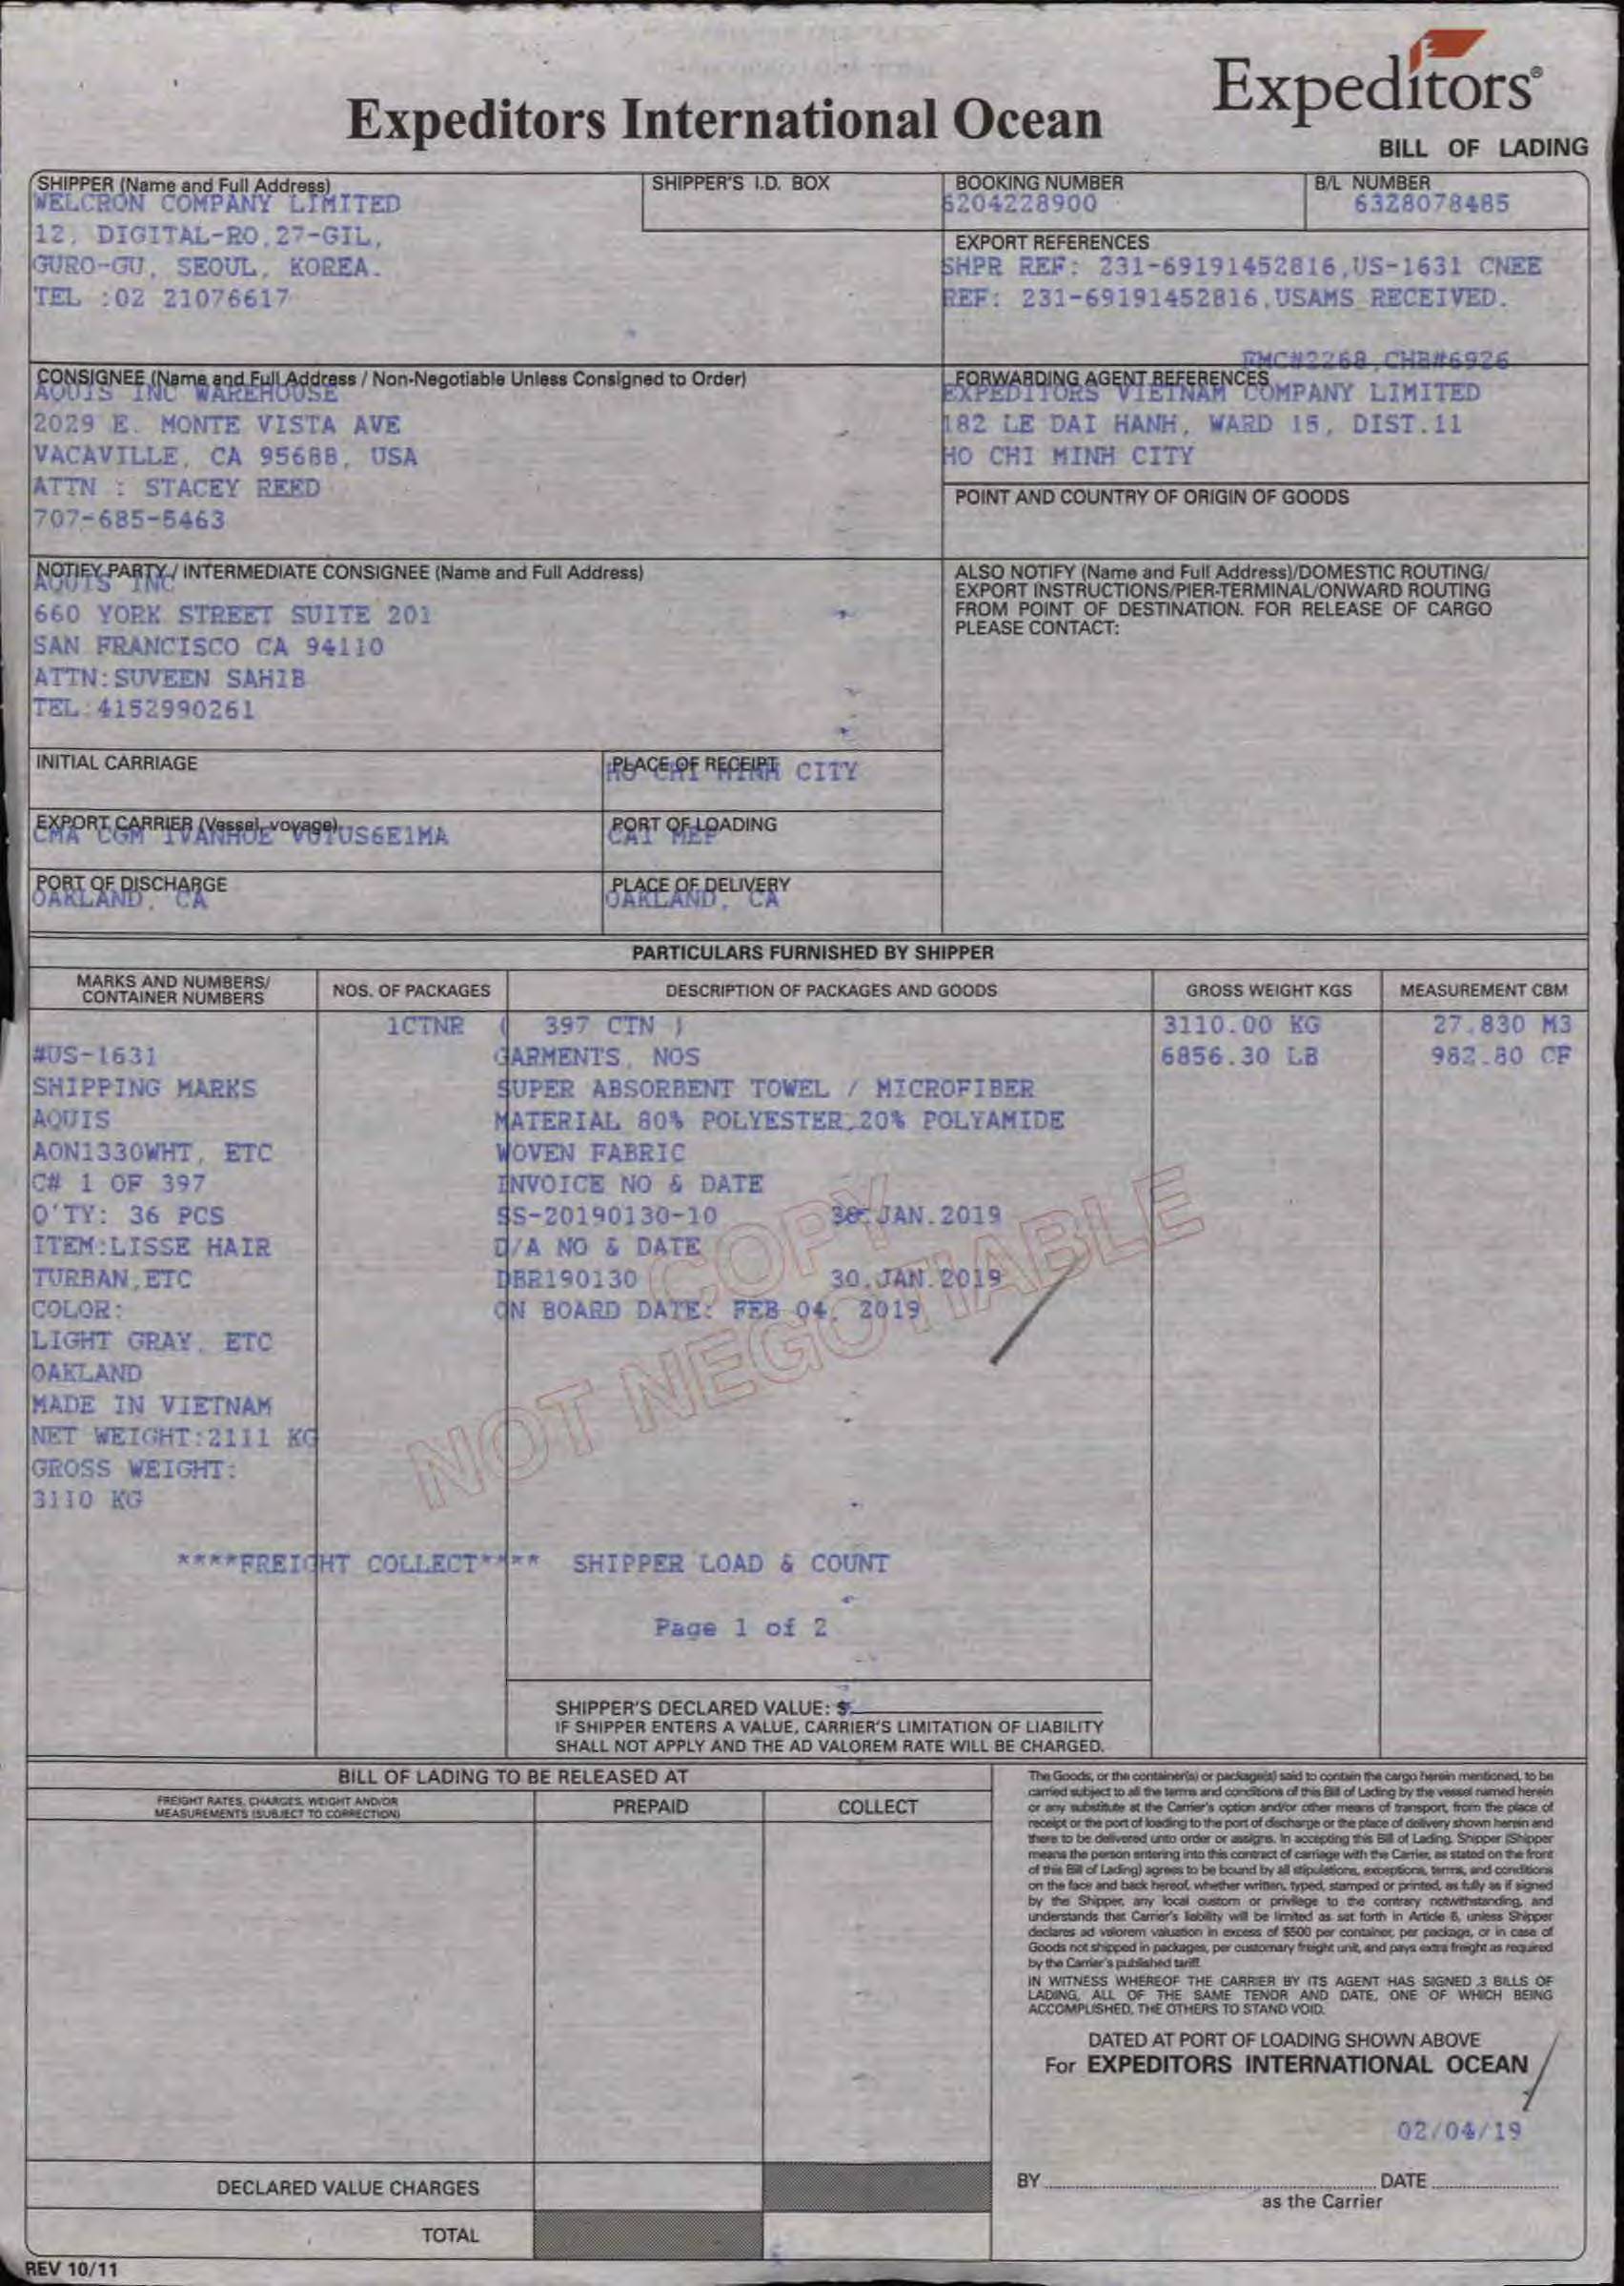 Expeditors International Ocean
Expeditors®
BILL OF LADING
SHIPPER (Name and Full Address)
WELCRON COMPANY LIMITED
12, DIGITAL-RO,27-GIL,
GURO-GU, SEOUL, KOREA.
TEL :02 21076617
SHIPPER'S I.D. BOX
BOOKING NUMBER
6204228900
B/L NUMBER
6328078485
EXPORT REFERENCES
SHPR REF: 231-69191452816,US-1631 CNEE
REF: 231-69191452816,USAMS RECEIVED.
FMC#2268,CHB#6926
CONSIGNEE (Name and Full Address / Non-Negotiable Unless Consigned to Order)
AQUIS INC WAREHOUSE
2029 E. MONTE VISTA AVE
VACAVILLE, CA 95688, USA
ATTN : STACEY REED
707-685-5463
FORWARDING AGENT REFERENCES
EXPEDITORS VIETNAM COMPANY LIMITED
182 LE DAI HANH, WARD 15, DIST.11
HO CHI MINH CITY
POINT AND COUNTRY OF ORIGIN OF GOODS
NOTIFY PARTY / INTERMEDIATE CONSIGNEE (Name and Full Address)
AQUIS INC
660 YORK STREET SUITE 201
SAN FRANCISCO CA 94110
ATTN:SUVEEN SAHIB
TEL:4152990261
ALSO NOTIFY (Name and Full Address)/DOMESTIC ROUTING/
EXPORT INSTRUCTIONS/PIER-TERMINAL/ONWARD ROUTING
FROM POINT OF DESTINATION. FOR RELEASE OF CARGO
PLEASE CONTACT:
INITIAL CARRIAGE
PLACE OF RECEIPT
HO CHI MINH CITY
EXPORT CARRIER (Vessel, voyage)
CMA CGM IVANHOE V0TUS6E1MA
PORT OF LOADING
CAI MEP
PORT OF DISCHARGE
OAKLAND, CA
PLACE OF DELIVERY
OAKLAND, CA
PARTICULARS FURNISHED BY SHIPPER
MARKS AND NUMBERS/
CONTAINER NUMBERS
NOS. OF PACKAGES
DESCRIPTION OF PACKAGES AND GOODS
GROSS WEIGHT KGS
MEASUREMENT CBM
1CTNR ( 397 CTN ) 3110.00 KG 27.830 M3
#US-1631 GARMENTS, NOS 6856.30 LB 982.80 CF
SHIPPING MARKS SUPER ABSORBENT TOWEL / MICROFIBER
AQUIS MATERIAL 80% POLYESTER,20% POLYAMIDE
AON1330WHT, ETC WOVEN FABRIC
C# 1 OF 397 INVOICE NO & DATE
Q'TY: 36 PCS SS-20190130-10 30.JAN.2019
ITEM:LISSE HAIR D/A NO & DATE
TURBAN,ETC DBR190130 30.JAN.2019
COLOR: ON BOARD DATE: FEB 04, 2019
LIGHT GRAY, ETC
OAKLAND
MADE IN VIETNAM
NET WEIGHT:2111 KG
GROSS WEIGHT:
3110 KG
COPY
NOT NEGOTIABLE
****FREIGHT COLLECT**** SHIPPER LOAD & COUNT
Page 1 of 2
SHIPPER'S DECLARED VALUE: $
IF SHIPPER ENTERS A VALUE, CARRIER'S LIMITATION OF LIABILITY
SHALL NOT APPLY AND THE AD VALOREM RATE WILL BE CHARGED.
BILL OF LADING TO BE RELEASED AT
FREIGHT RATES, CHARGES, WEIGHT AND/OR
MEASUREMENTS (SUBJECT TO CORRECTION)
PREPAID
COLLECT
DECLARED VALUE CHARGES
TOTAL
The Goods, or the container(s) or package(s) said to contain the cargo herein mentioned, to be
carried subject to all the terms and conditions of this Bill of Lading by the vessel named herein
or any substitute at the Carrier's option and/or other means of transport, from the place of
receipt or the port of loading to the port of discharge or the place of delivery shown herein and
there to be delivered unto order or assigns. In accepting this Bill of Lading, Shipper (Shipper
means the person entering into this contract of carriage with the Carrier, as stated on the front
of this Bill of Lading) agrees to be bound by all stipulations, exceptions, terms, and conditions
on the face and back hereof, whether written, typed, stamped or printed, as fully as if signed
by the Shipper, any local custom or privilege to the contrary notwithstanding, and
understands that Carrier's liability will be limited as set forth in Article 6, unless Shipper
declares ad valorem valuation in excess of $500 per container, per package, or in case of
Goods not shipped in packages, per customary freight unit, and pays extra freight as required
by the Carrier's published tariff.
IN WITNESS WHEREOF THE CARRIER BY ITS AGENT HAS SIGNED 3 BILLS OF
LADING, ALL OF THE SAME TENOR AND DATE, ONE OF WHICH BEING
ACCOMPLISHED, THE OTHERS TO STAND VOID.
DATED AT PORT OF LOADING SHOWN ABOVE
For EXPEDITORS INTERNATIONAL OCEAN
02/04/19
BY DATE
as the Carrier
REV 10/11